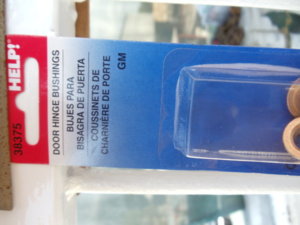 HELP!
38375
DOOR HINGE BUSHINGS
BUJES PARA
BISAGRA DE PUERTA
COUSSINETS DE
CHARNIÈRE DE PORTE
GM